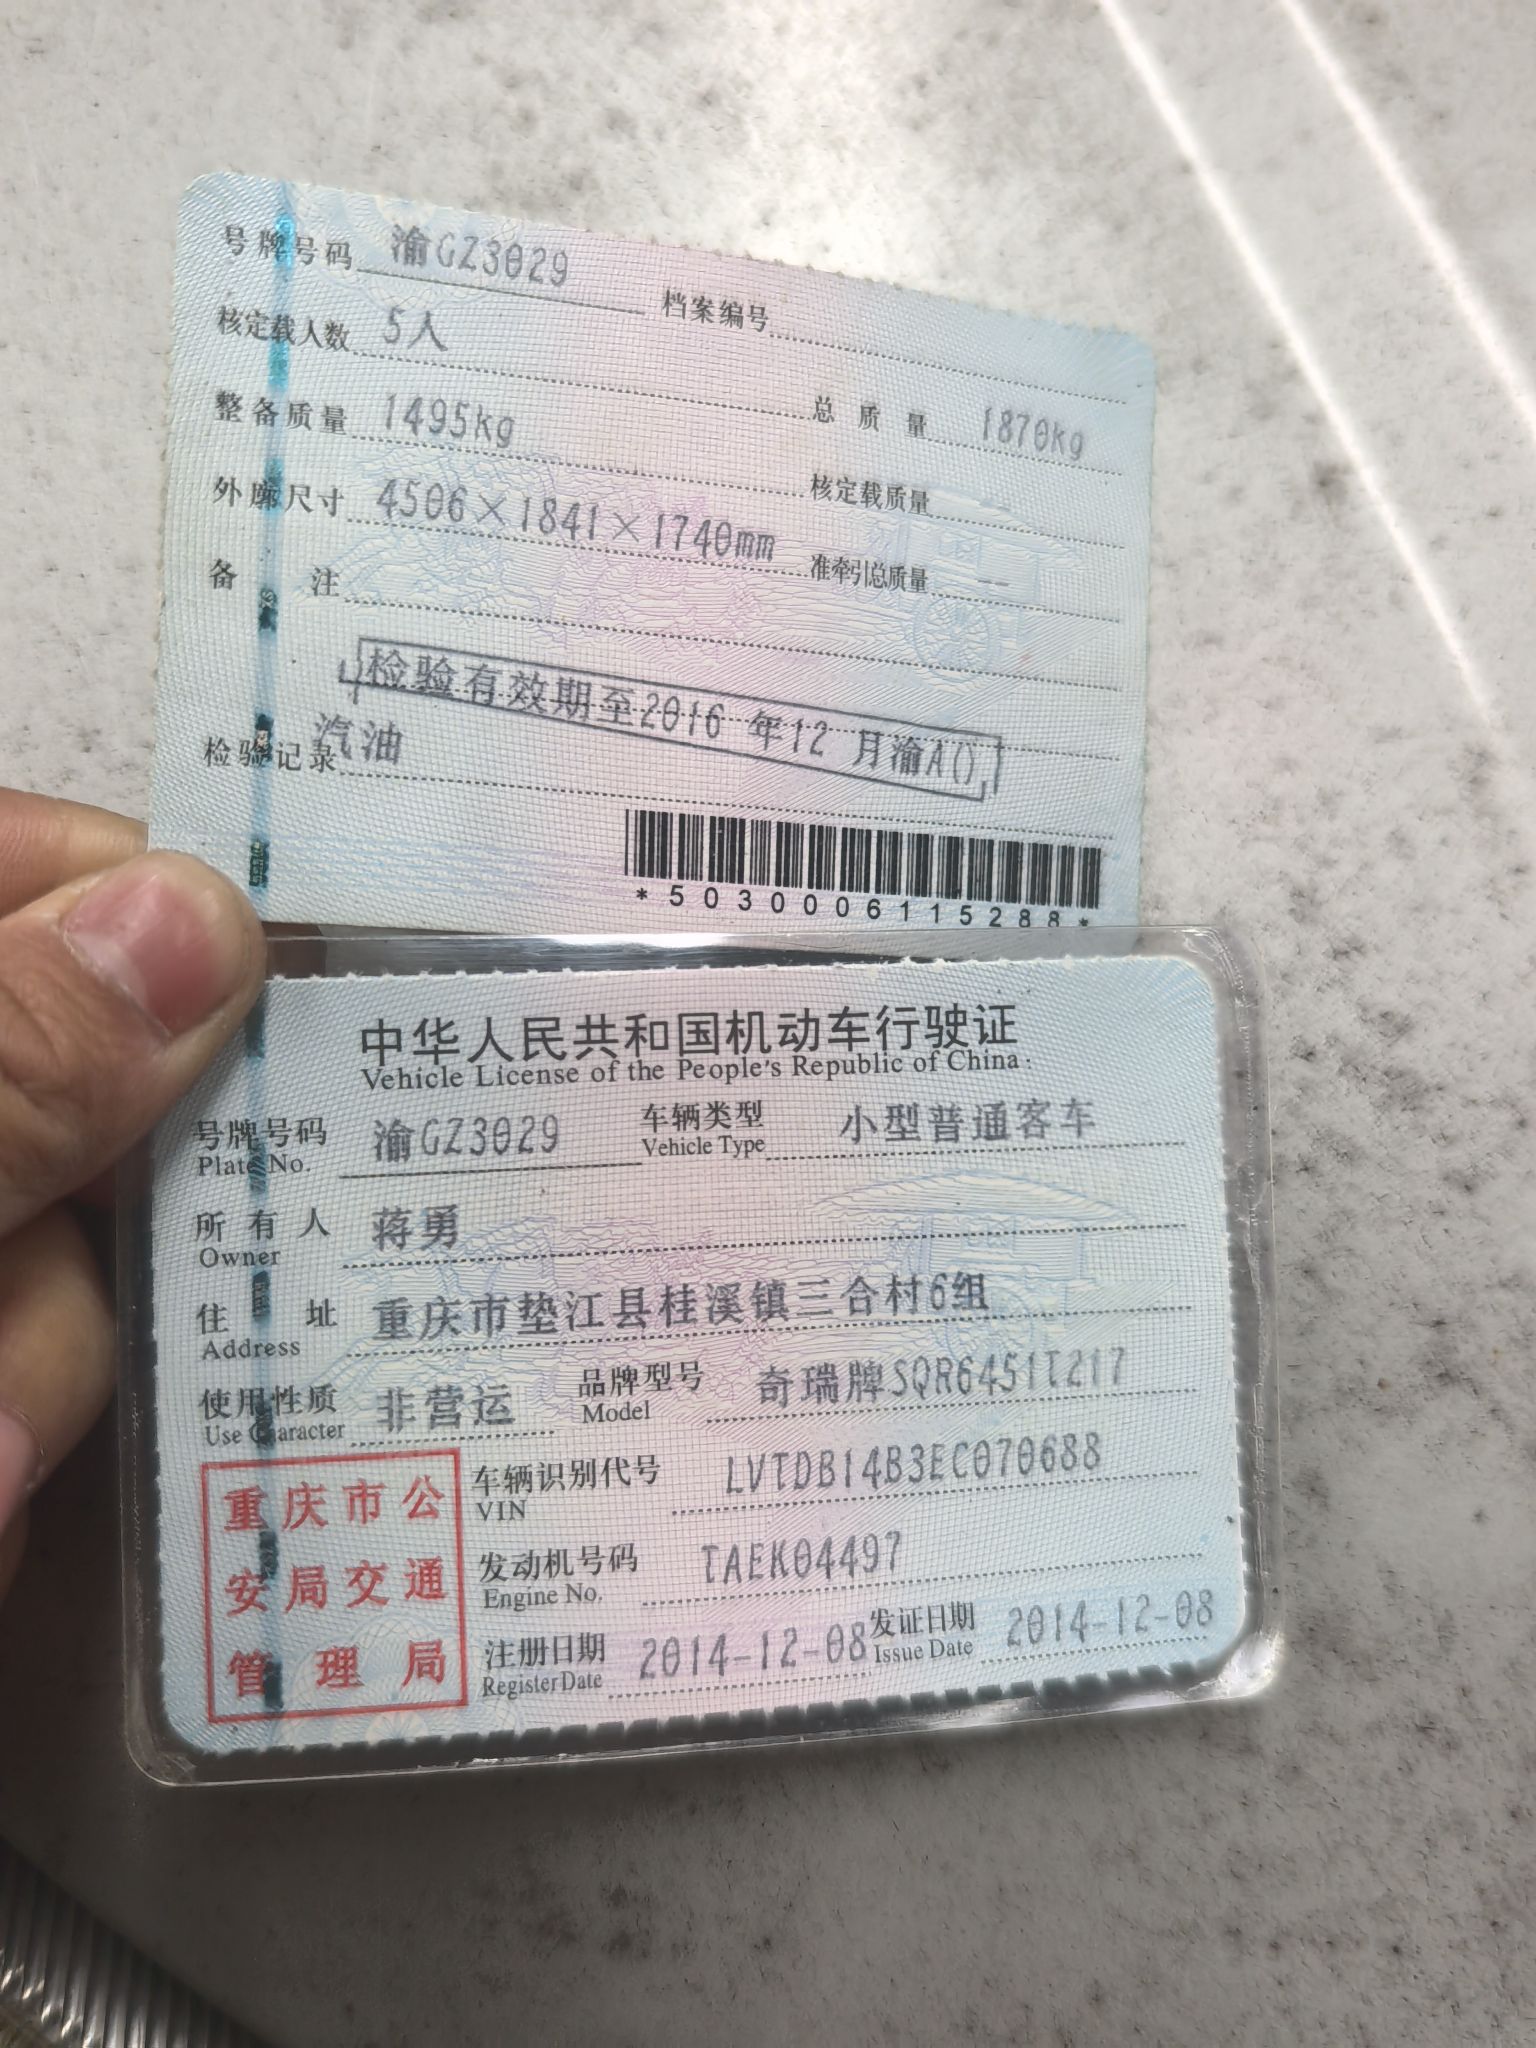 号牌号码 渝GZ3029 档案编号
核定载人数 5人 总质量 1870kg
整备质量 1495kg 核定载质量
外廓尺寸 4506×1841×1740mm 准牵引总质量 --
备注
检验有效期至2016 年12 月渝A()
检验记录 汽油
*5030006115288*
中华人民共和国机动车行驶证
Vehicle License of the People's Republic of China
号牌号码 渝GZ3029 车辆类型 小型普通客车
Plate No. Vehicle Type
所有人 蒋勇
Owner
住址 重庆市垫江县桂溪镇三合村6组
Address
使用性质 非营运 品牌型号 奇瑞牌SQR6451T217
Use Character Model
重庆市公
安局交通
管理局
车辆识别代号 LVTDB14B3EC070688
VIN
发动机号码 TAEK04497
Engine No.
注册日期 2014-12-08 发证日期 2014-12-08
Register Date Issue Date